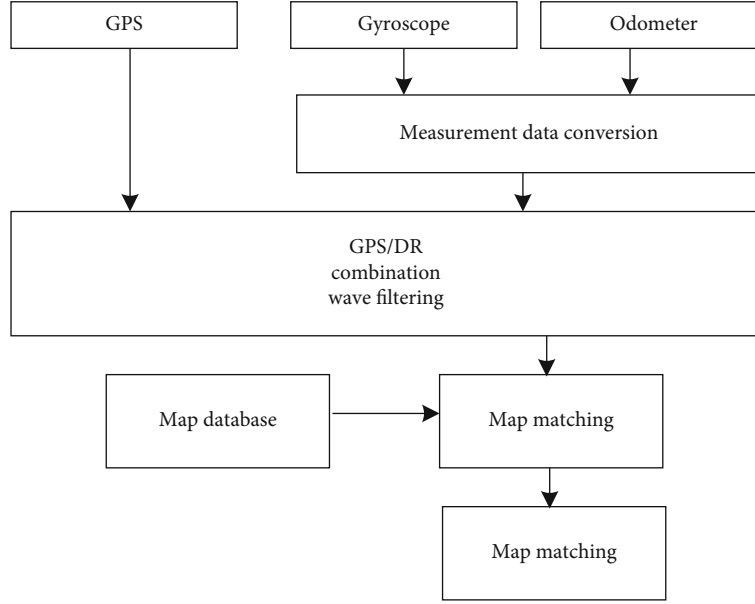 GPS
Gyroscope
Odometer
Measurement data conversion
GPS/DR
combination
wave filtering
Map database
Map matching
Map matching